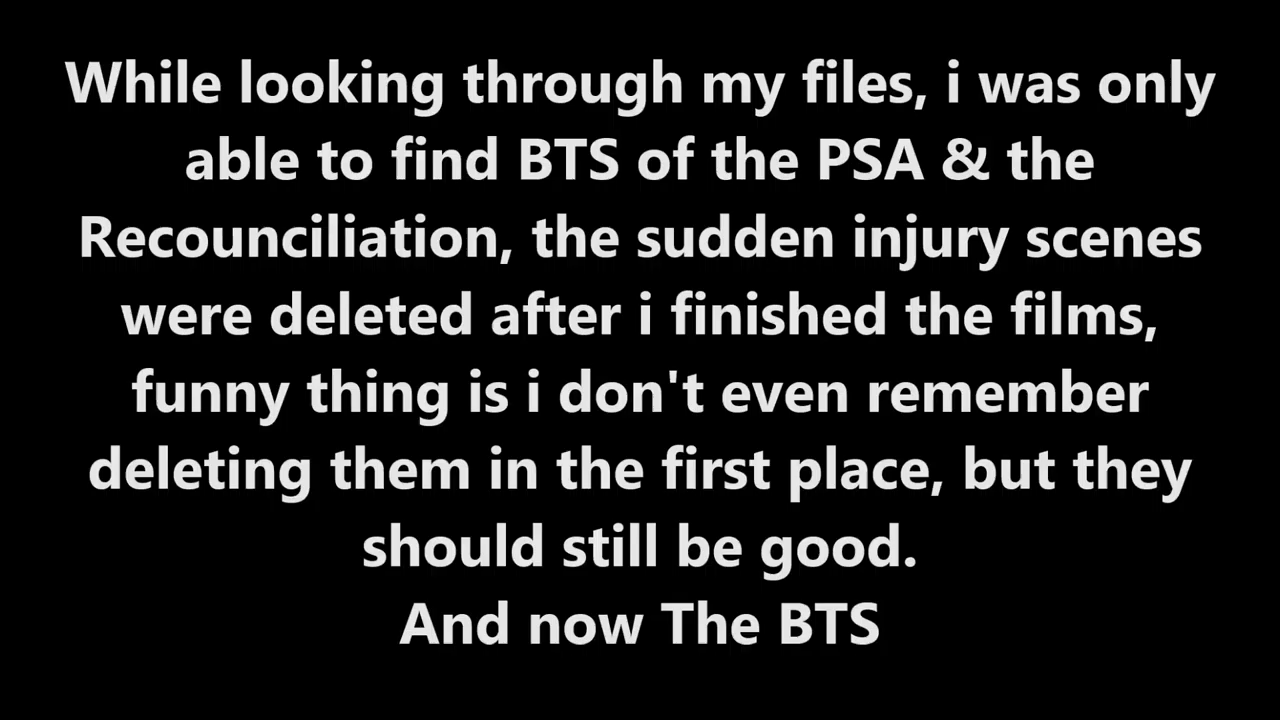 While looking through my files, i was only
able to find BTS of the PSA & the
Recounciliation, the sudden injury scenes
were deleted after i finished the films,
funny thing is i don't even remember
deleting them in the first place, but they
should still be good.
And now The BTS